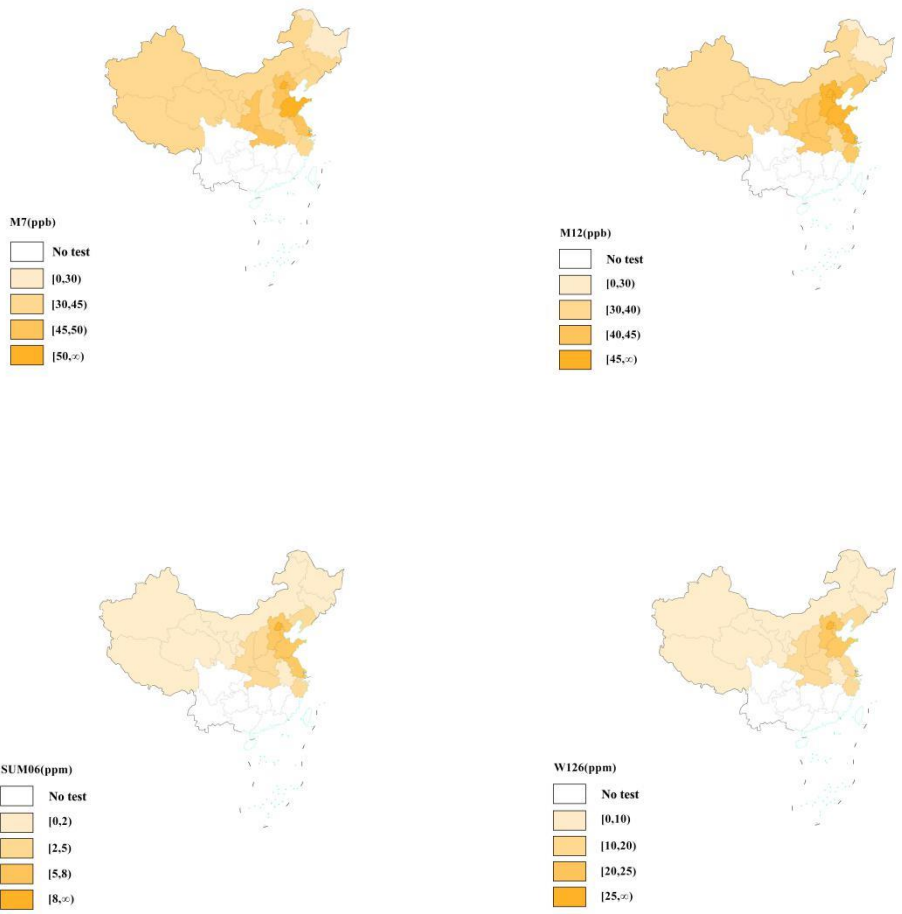 M7(ppb)
No test
[0,30)
[30,45)
[45,50)
[50,∞)
M12(ppb)
No test
[0,30)
[30,40)
[40,45)
[45,∞)
SUM06(ppm)
No test
[0,2)
[2,5)
[5,8)
[8,∞)
W126(ppm)
No test
[0,10)
[10,20)
[20,25)
[25,∞)